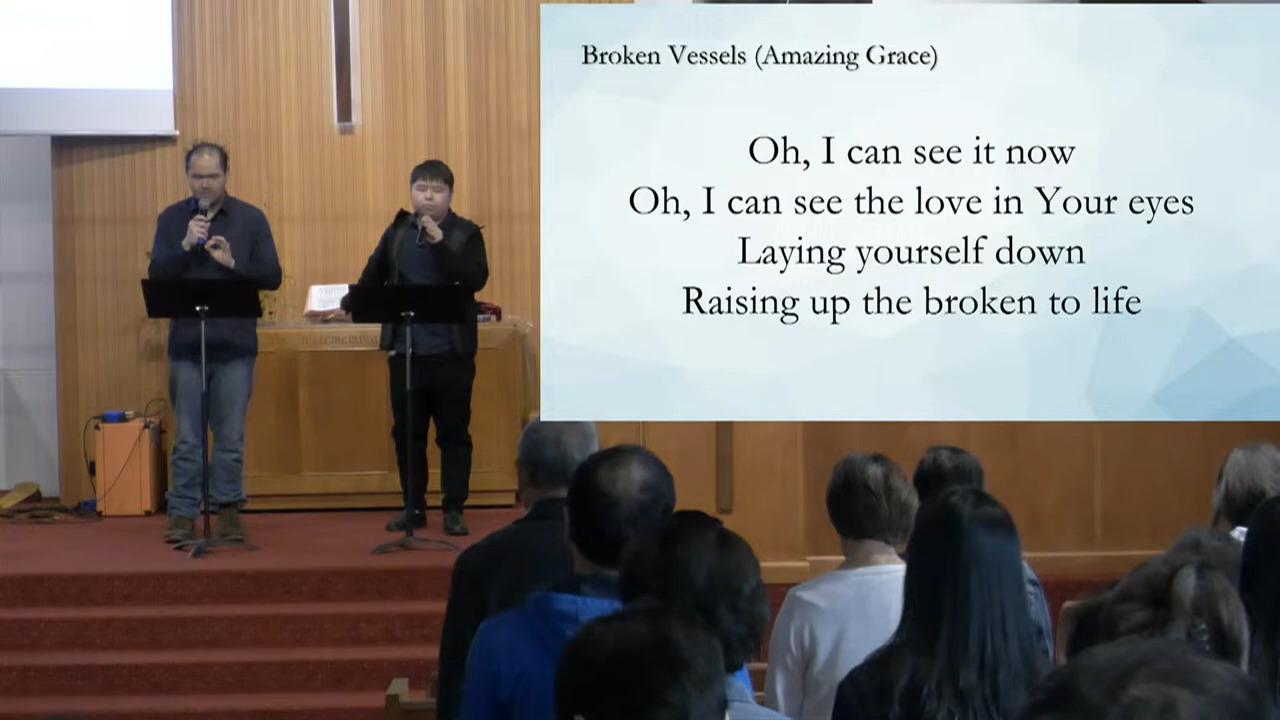 Broken Vessels (Amazing Grace)
Oh, I can see it now
Oh, I can see the love in Your eyes
Laying yourself down
Raising up the broken to life